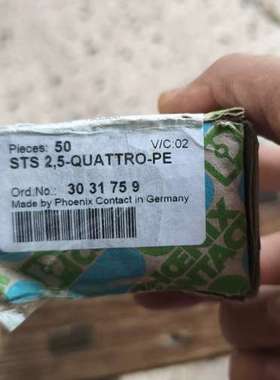 Pieces: 50 V/C:02
STS 2,5-QUATTRO-PE
Ord.No.: 30 31 75 9
Made by Phoenix Contact in Germany
PHOENIX
CONTACT